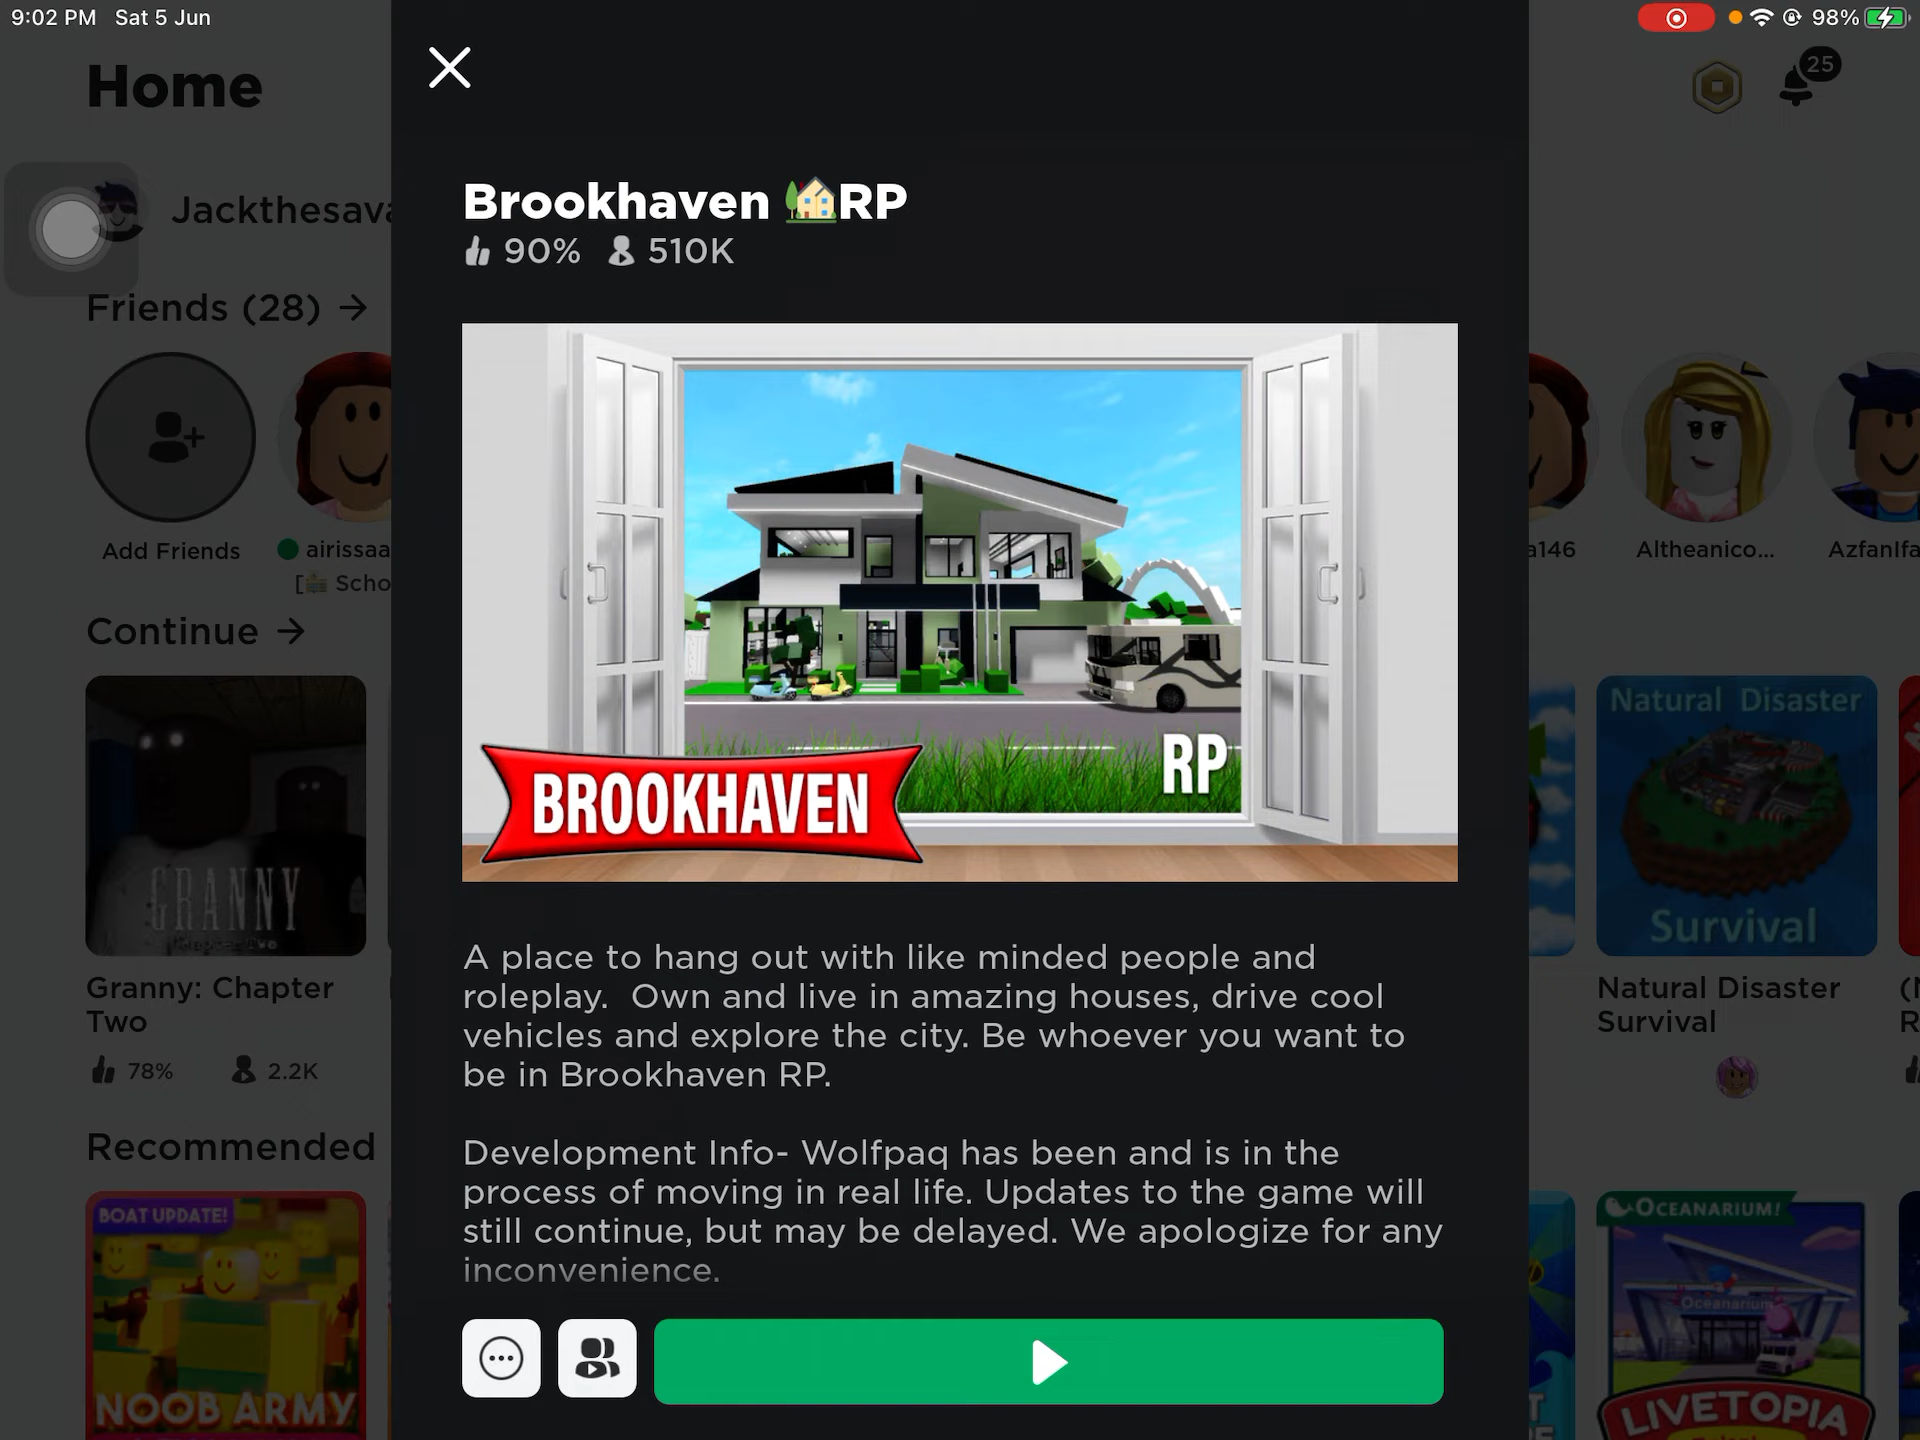 9:02 PM Sat 5 Jun
98%
Home
25
Jackthesava
Friends (28)
Add Friends
airissaa
Scho
a146
Altheanico...
AzfanIfa
Continue
GRANNY
Chapter Two
Granny: Chapter
Two
78% 2.2K
Natural Disaster
Survival
Natural Disaster
Survival
Recommended
BOAT UPDATE!
NOOB ARMY
OCEANARIUM!
Oceanarium
LIVETOPIA
Brookhaven 🏡RP
90% 510K
BROOKHAVEN
RP
A place to hang out with like minded people and
roleplay. Own and live in amazing houses, drive cool
vehicles and explore the city. Be whoever you want to
be in Brookhaven RP.
Development Info- Wolfpaq has been and is in the
process of moving in real life. Updates to the game will
still continue, but may be delayed. We apologize for any
inconvenience.